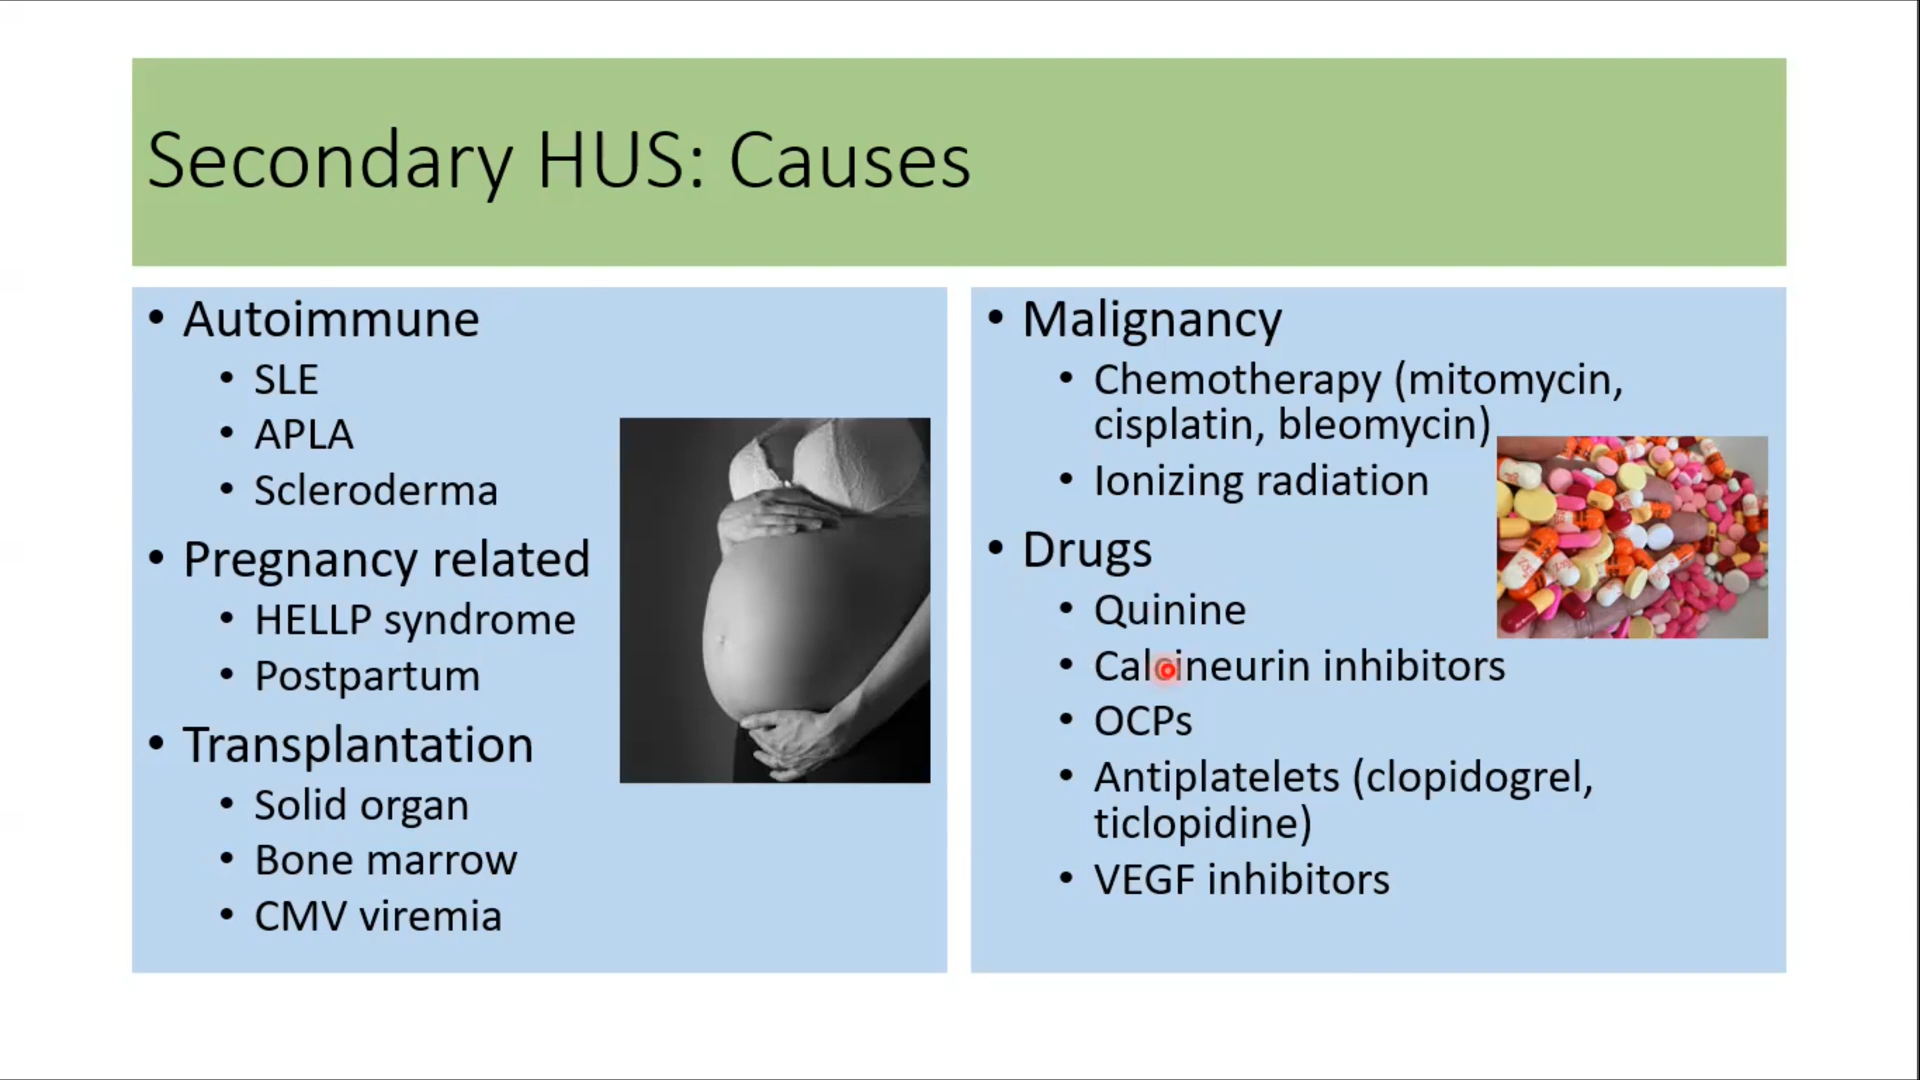 Secondary HUS: Causes
• Autoimmune
• SLE
• APLA
• Scleroderma
• Pregnancy related
• HELLP syndrome
• Postpartum
• Transplantation
• Solid organ
• Bone marrow
• CMV viremia
• Malignancy
• Chemotherapy (mitomycin,
cisplatin, bleomycin)
• Ionizing radiation
• Drugs
• Quinine
• Calcineurin inhibitors
• OCPs
• Antiplatelets (clopidogrel,
ticlopidine)
• VEGF inhibitors